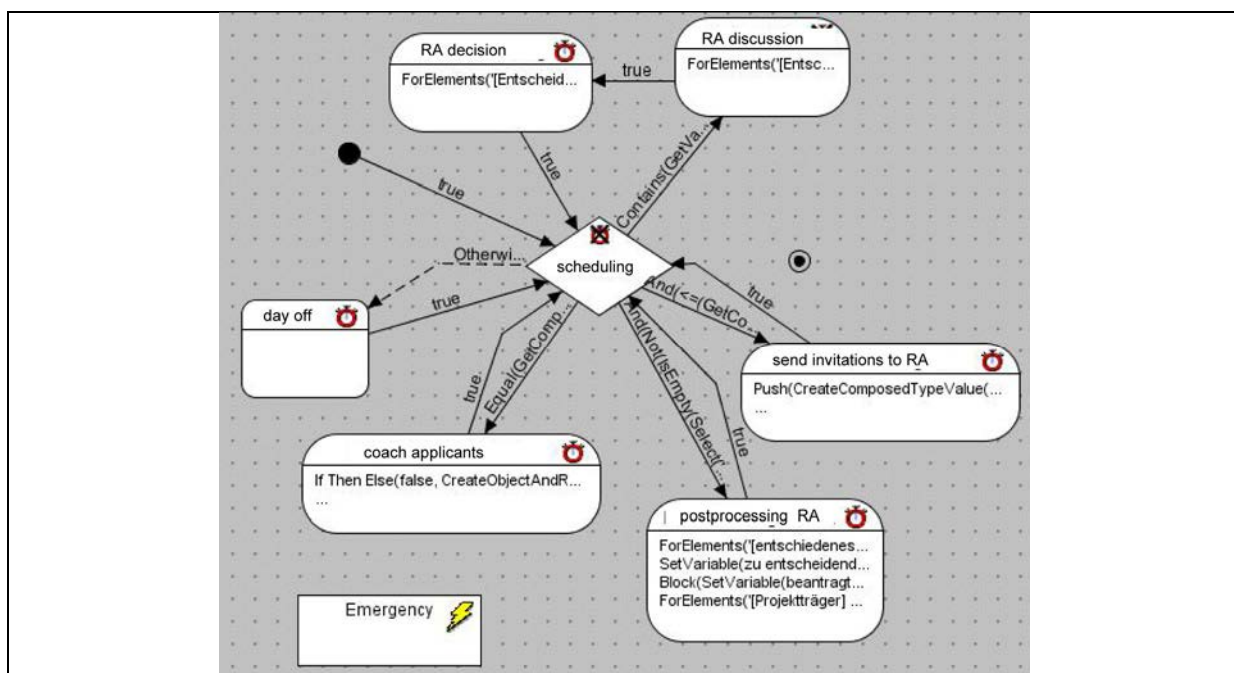 RA decision
ForElements('[Entscheid...
RA discussion
ForElements('[Entsc...
true
true
true
Contains(GetVa...
scheduling
Otherwi...
true
day off
true
And(<=(GetCo...
send invitations to RA
Push(CreateComposedTypeValue(...
...
true
Equal(GetComp...
And(Not(IsEmpty(Select('...
true
coach applicants
If Then Else(false, CreateObjectAndR...
...
postprocessing RA
ForElements('[entschiedenes...
SetVariable(zu entscheidend...
Block(SetVariable(beantragt...
ForElements('[Projektträger] ...
Emergency